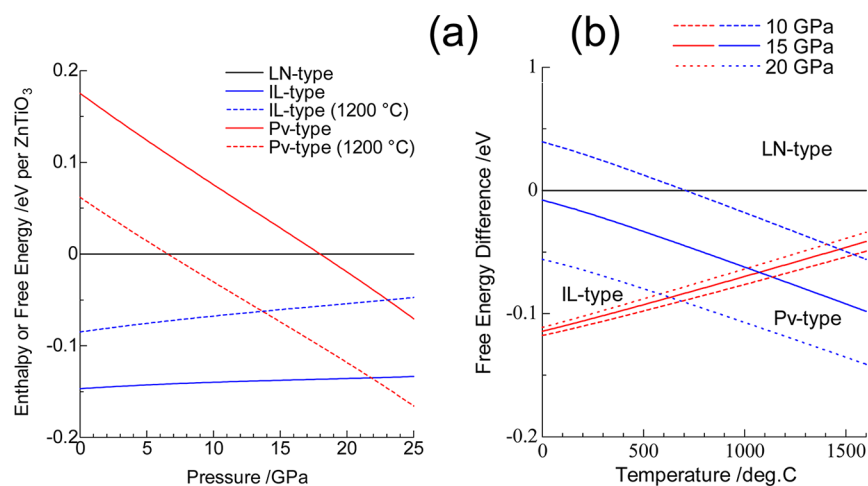 (a)
LN-type
IL-type
IL-type (1200 °C)
Pv-type
Pv-type (1200 °C)
0.2
0.1
0
-0.1
-0.2
Enthalpy or Free Energy /eV per ZnTiO3
0 5 10 15 20 25
Pressure /GPa
(b)
10 GPa
15 GPa
20 GPa
0.1
0
-0.1
-0.2
Free Energy Difference /eV
LN-type
IL-type
Pv-type
0 500 1000 1500
Temperature /deg.C